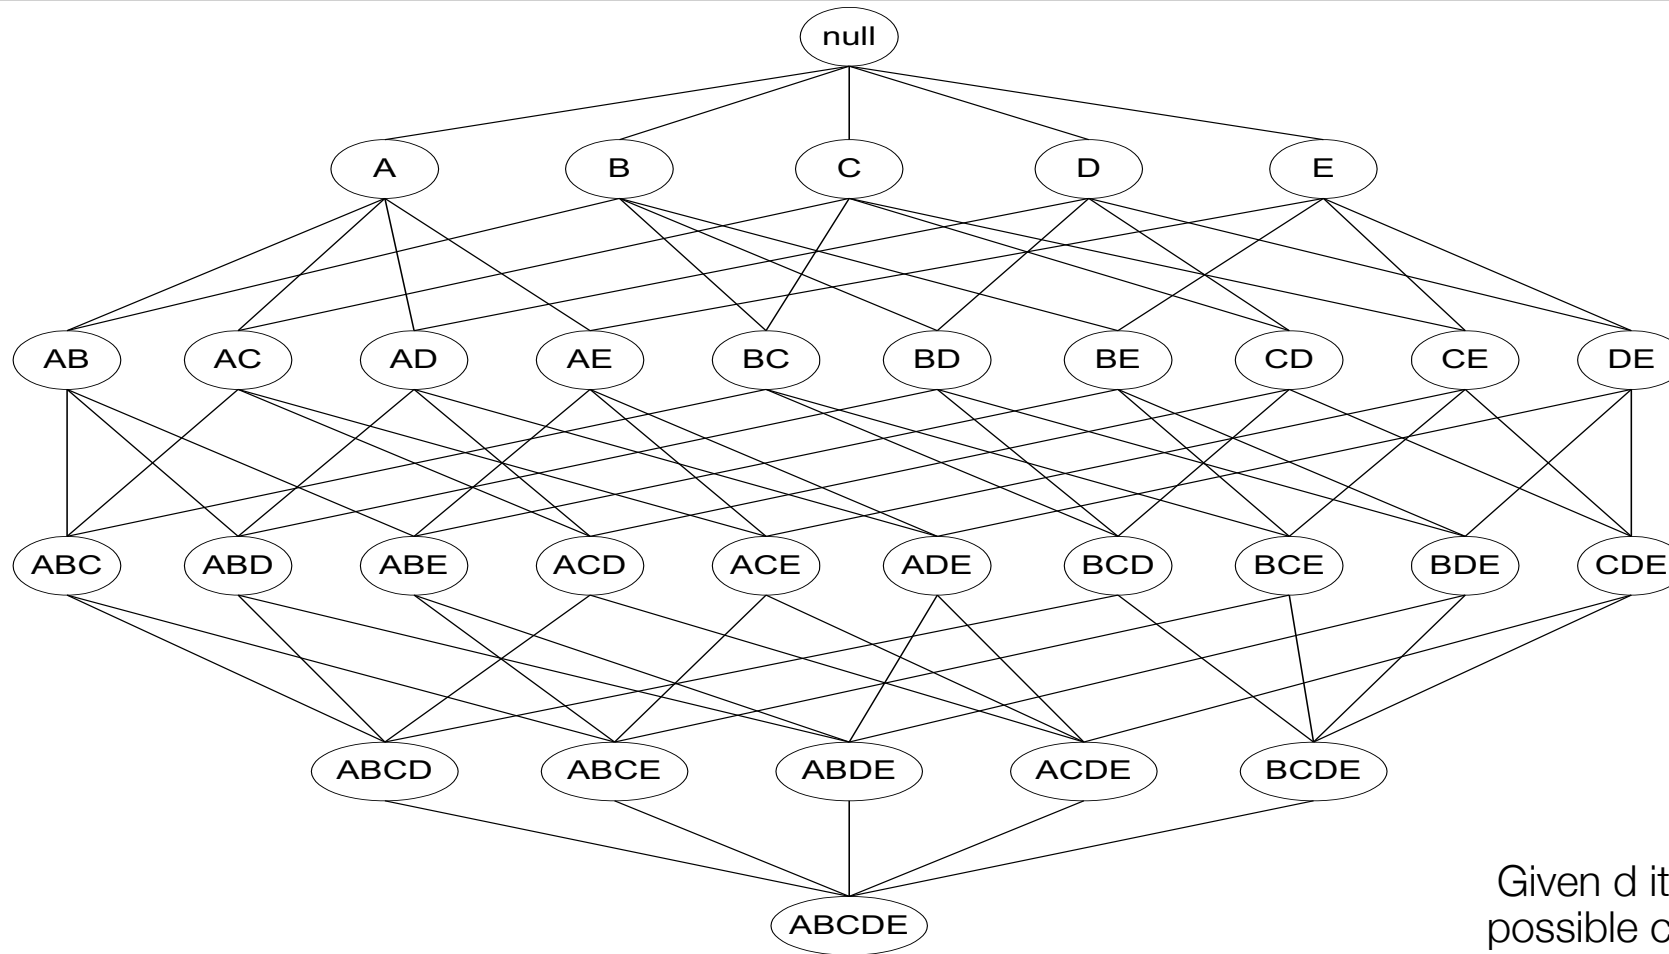 null
A B C D E
AB AC AD AE BC BD BE CD CE DE
ABC ABD ABE ACD ACE ADE BCD BCE BDE CDE
ABCD ABCE ABDE ACDE BCDE
ABCDE
Given d
possible